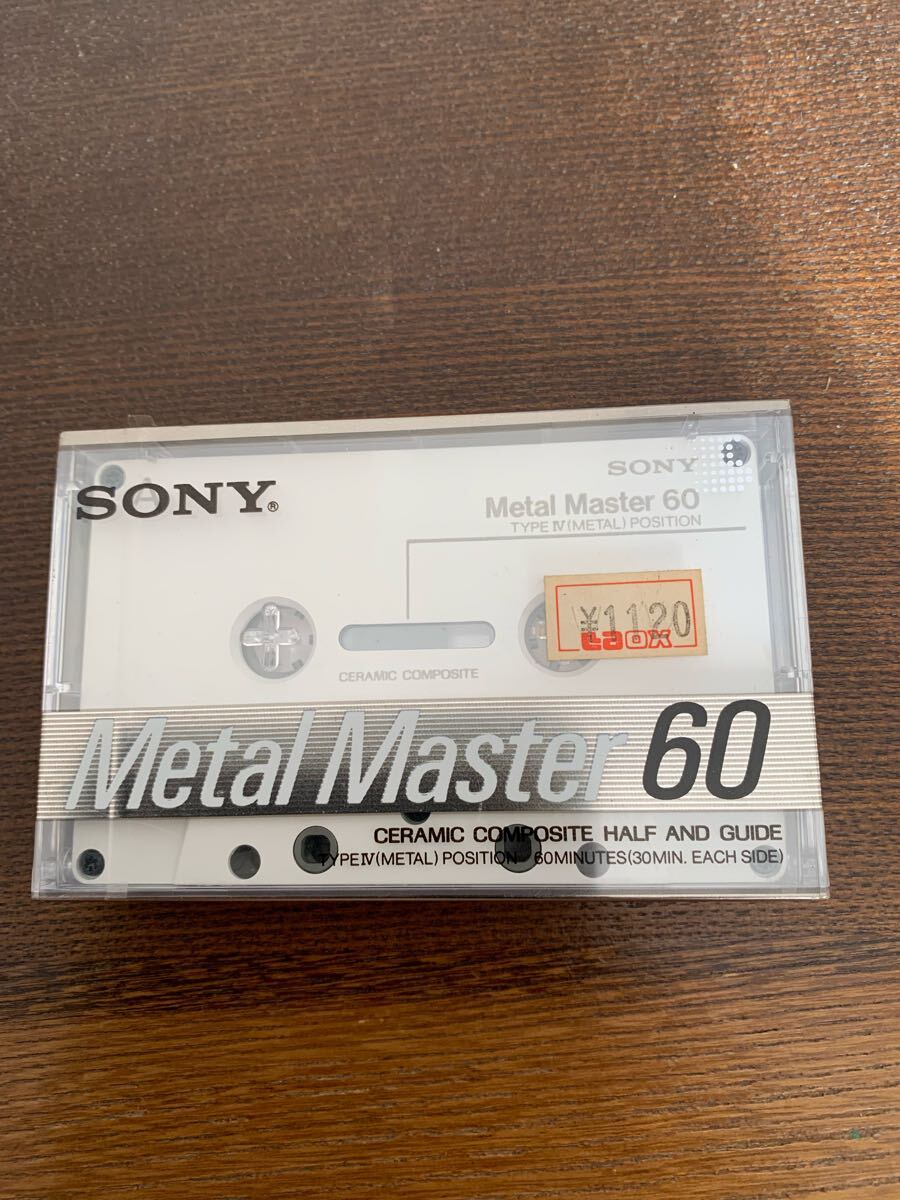 SONY®
A
SONY
Metal Master 60
TYPE IV (METAL) POSITION
¥1120
Laox
CERAMIC COMPOSITE
Metal Master 60
CERAMIC COMPOSITE HALF AND GUIDE
TYPE IV (METAL) POSITION 60MINUTES (30MIN. EACH SIDE)